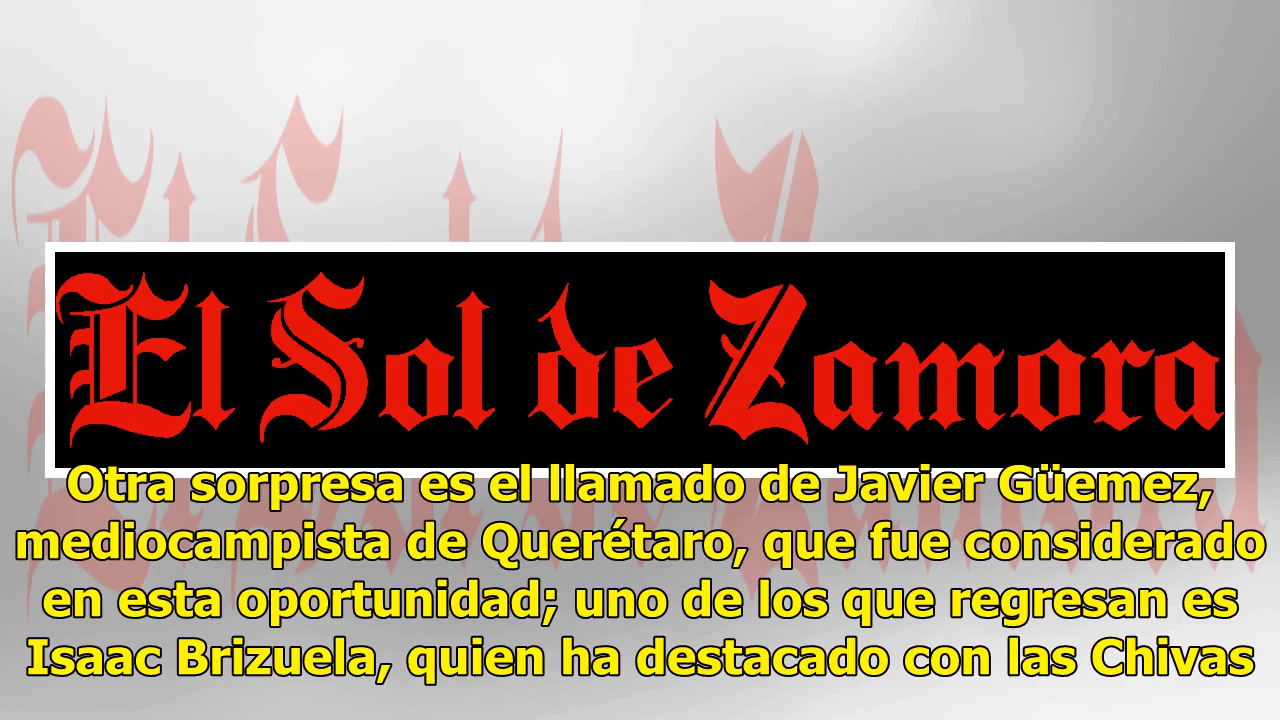 El Sol de Zamora
Otra sorpresa es el llamado de Javier Güemez,
mediocampista de Querétaro, que fue considerado
en esta oportunidad; uno de los que regresan es
Isaac Brizuela, quien ha destacado con las Chivas